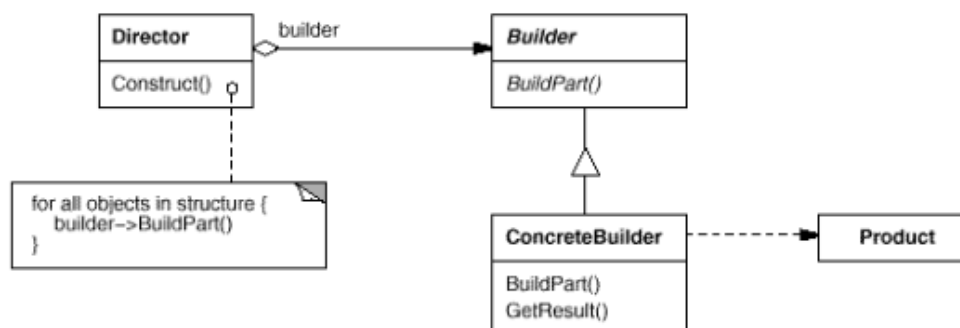 Director
builder
Builder
Construct()
BuildPart()
for all objects in structure {
builder->BuildPart()
}
ConcreteBuilder
Product
BuildPart()
GetResult()